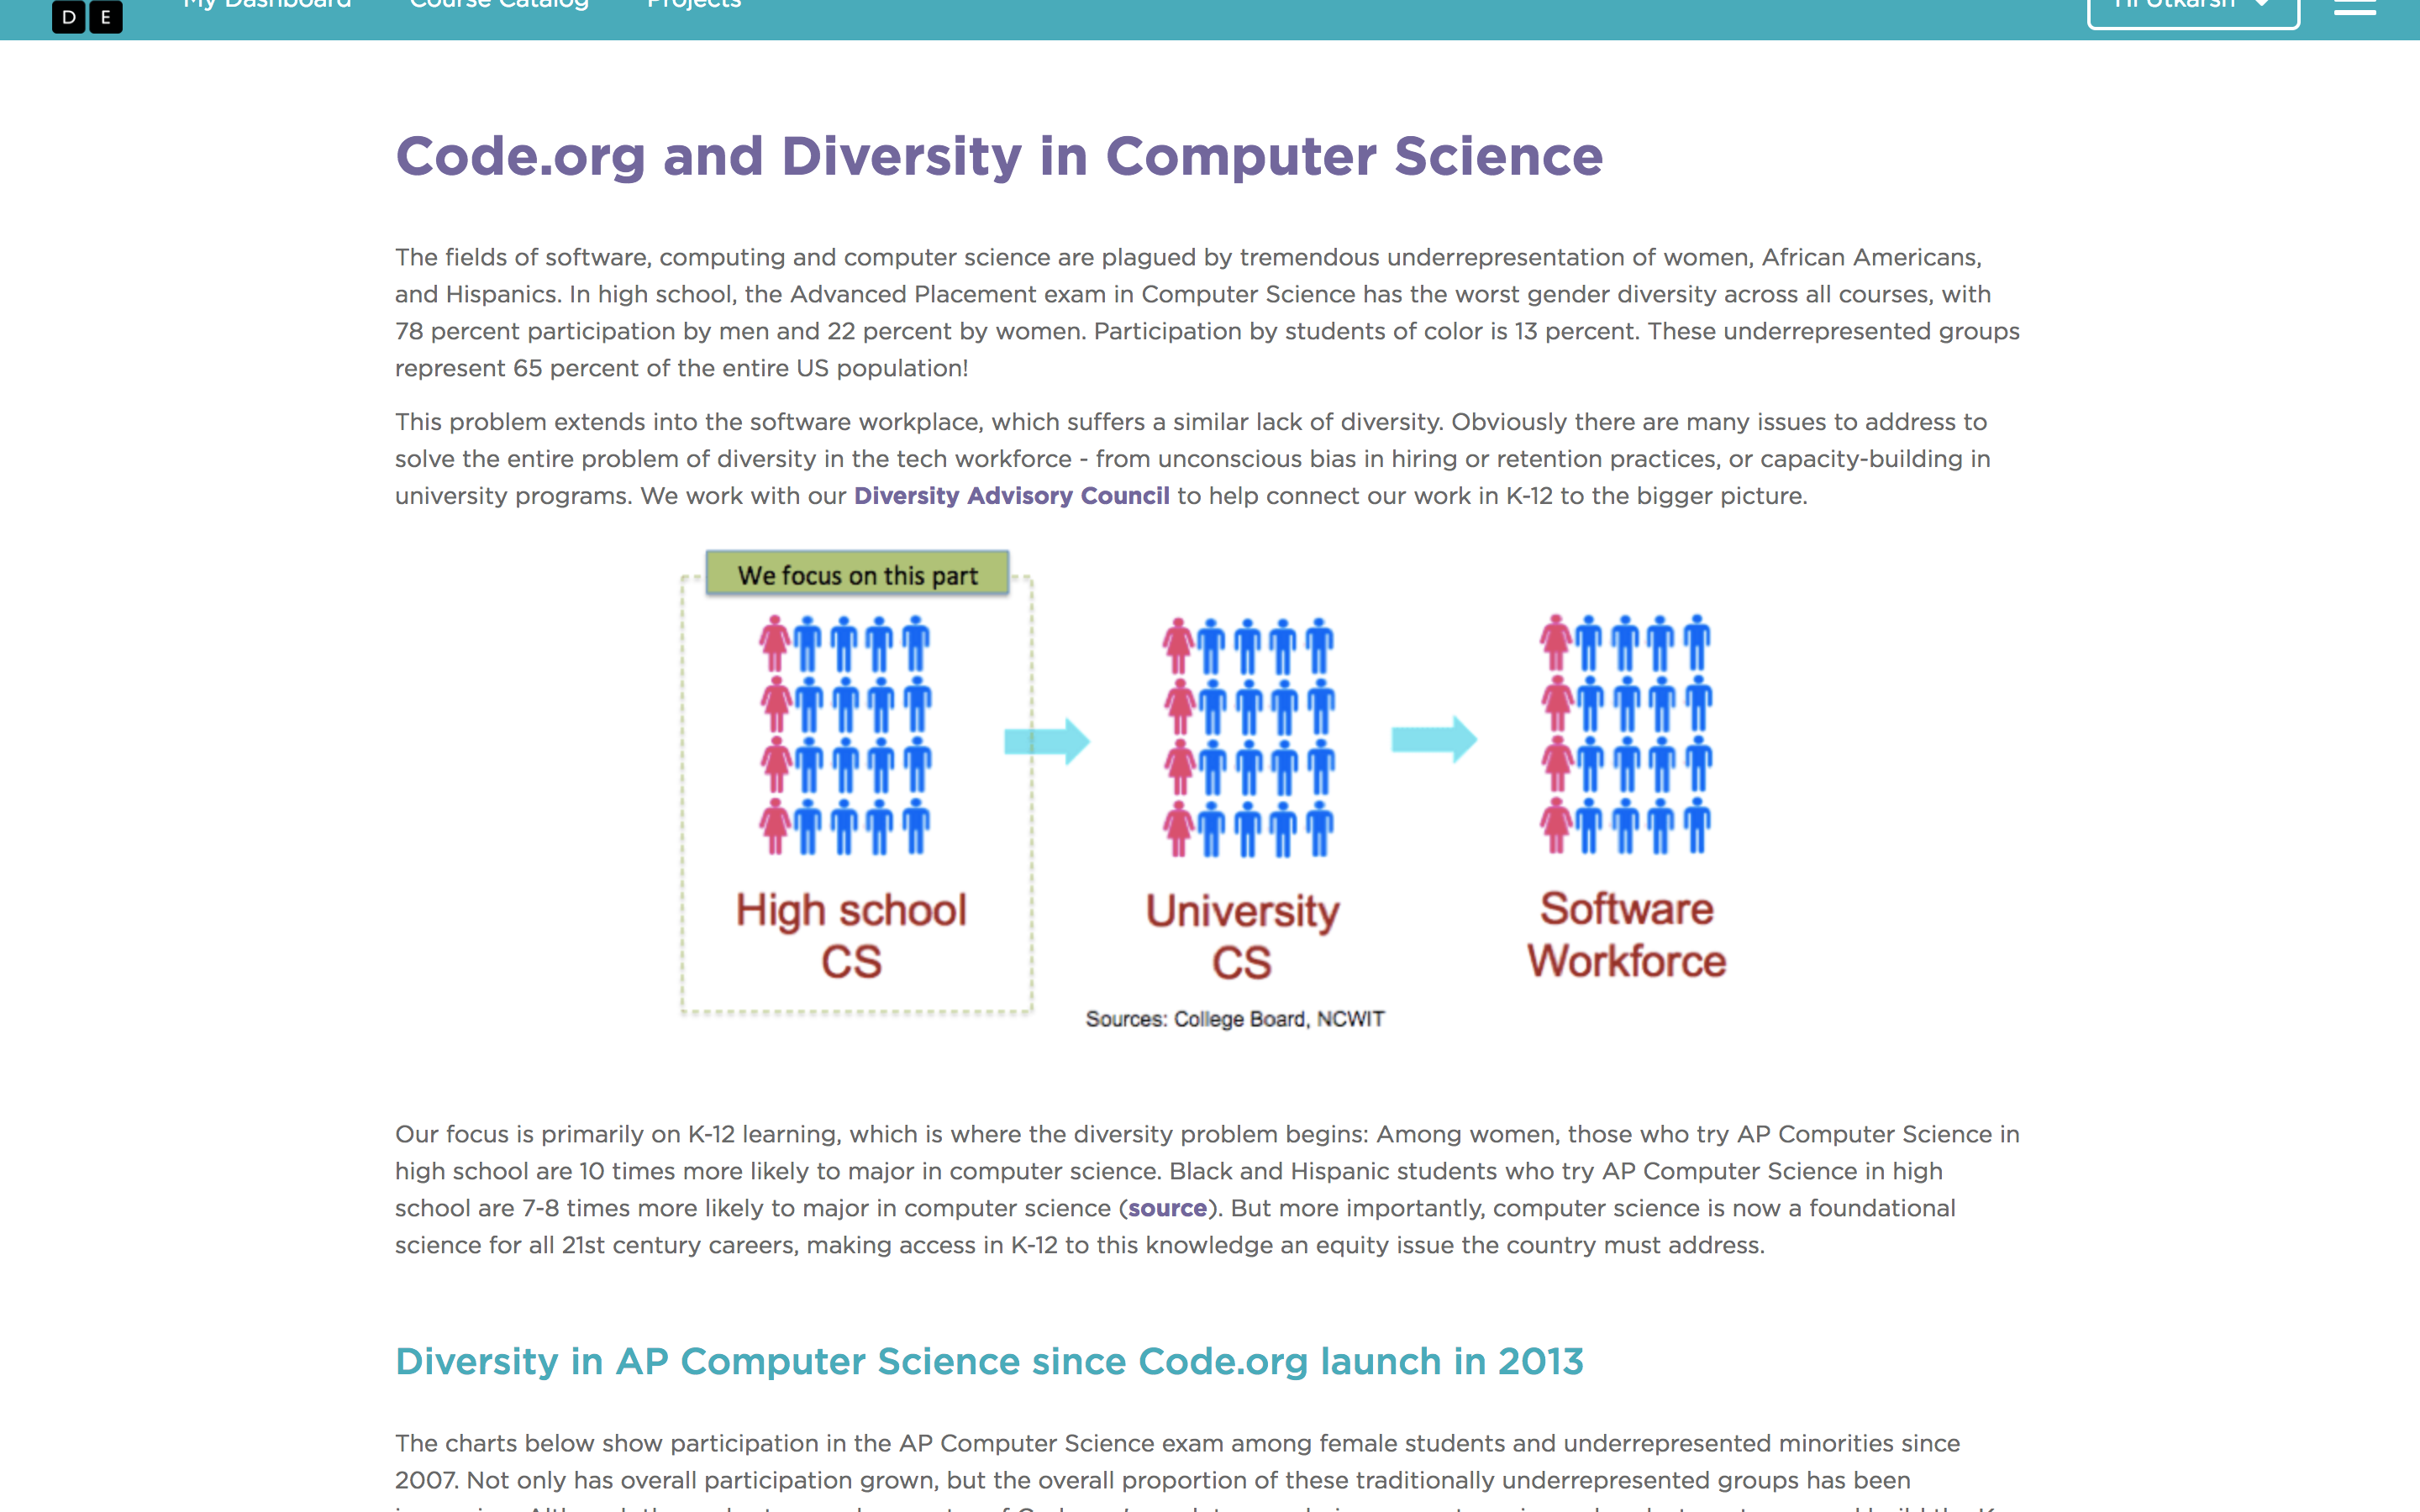 D E My Dashboard Course Catalog Projects Hi Utkarsh
Code.org and Diversity in Computer Science
The fields of software, computing and computer science are plagued by tremendous underrepresentation of women, African Americans,
and Hispanics. In high school, the Advanced Placement exam in Computer Science has the worst gender diversity across all courses, with
78 percent participation by men and 22 percent by women. Participation by students of color is 13 percent. These underrepresented groups
represent 65 percent of the entire US population!
This problem extends into the software workplace, which suffers a similar lack of diversity. Obviously there are many issues to address to
solve the entire problem of diversity in the tech workforce - from unconscious bias in hiring or retention practices, or capacity-building in
university programs. We work with our Diversity Advisory Council to help connect our work in K-12 to the bigger picture.
We focus on this part
High school
CS
University
CS
Software
Workforce
Sources: College Board, NCWIT
Our focus is primarily on K-12 learning, which is where the diversity problem begins: Among women, those who try AP Computer Science in
high school are 10 times more likely to major in computer science. Black and Hispanic students who try AP Computer Science in high
school are 7-8 times more likely to major in computer science (source). But more importantly, computer science is now a foundational
science for all 21st century careers, making access in K-12 to this knowledge an equity issue the country must address.
Diversity in AP Computer Science since Code.org launch in 2013
The charts below show participation in the AP Computer Science exam among female students and underrepresented minorities since
2007. Not only has overall participation grown, but the overall proportion of these traditionally underrepresented groups has been